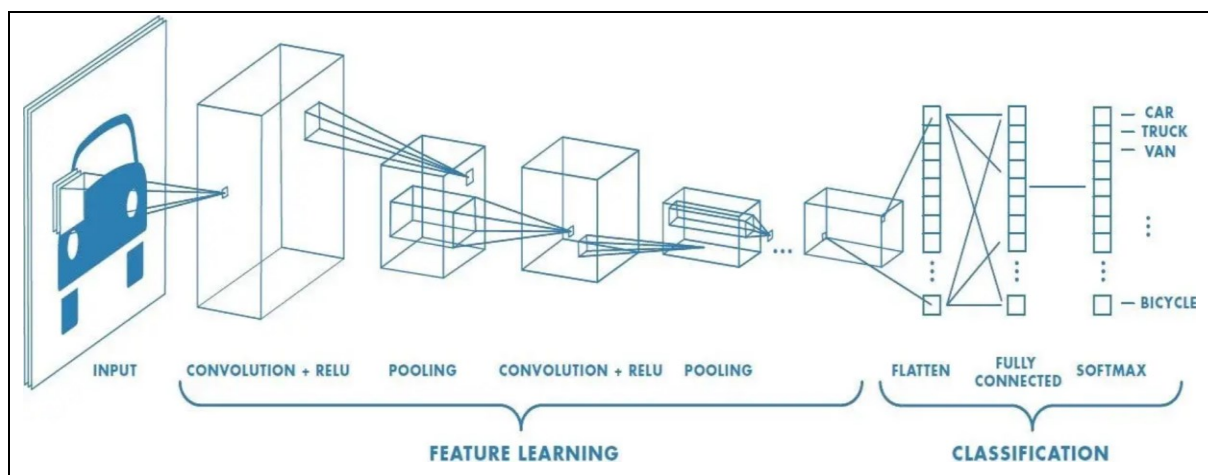 CAR
TRUCK
VAN
BICYCLE
INPUT
CONVOLUTION + RELU
POOLING
CONVOLUTION + RELU
POOLING
FLATTEN
FULLY
CONNECTED
SOFTMAX
FEATURE LEARNING
CLASSIFICATION